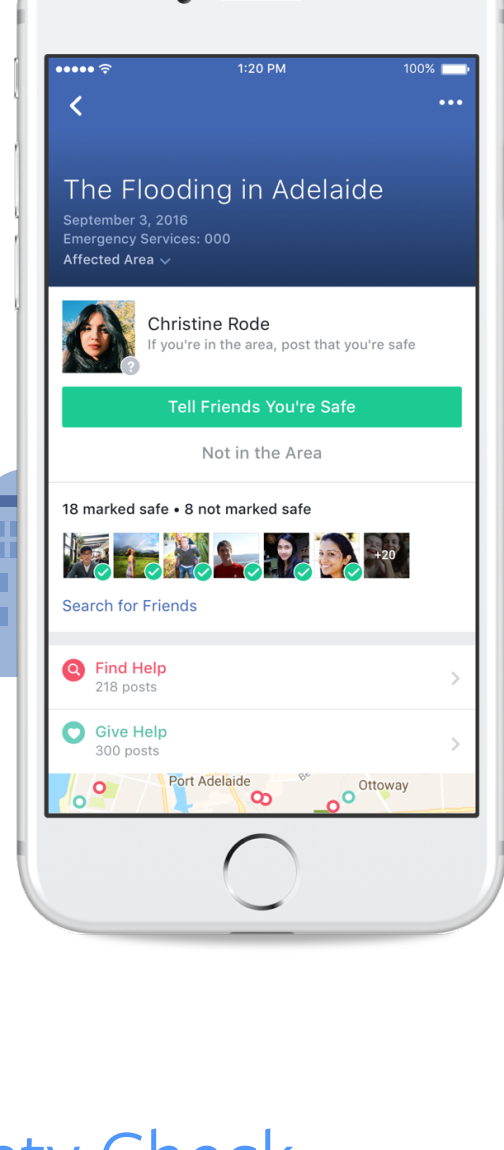 1:20 PM
100%
The Flooding in Adelaide
September 3, 2016
Emergency Services: 000
Affected Area
Christine Rode
If you're in the area, post that you're safe
?
Tell Friends You're Safe
Not in the Area
18 marked safe • 8 not marked safe
+20
Search for Friends
Find Help
218 posts
Give Help
300 posts
Port Adelaide
Ottoway
Check